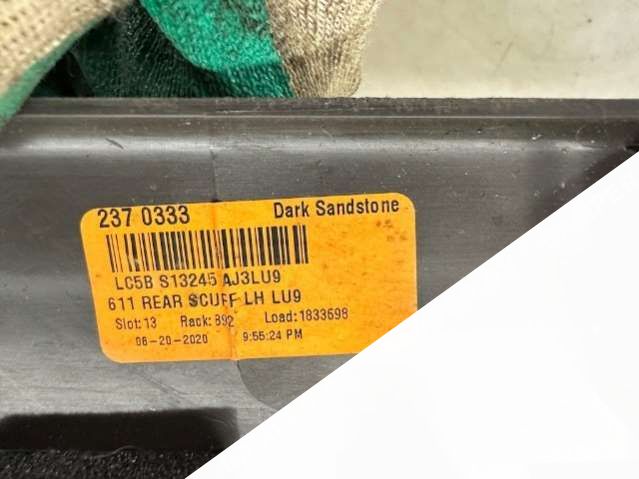 237 0333 Dark Sandstone
LC5B S13245 AJ3LU9
611 REAR SCUFF LH LU9
Slot: 13 Rack: 892 Load: 1833598
08-20-2020 9:55:24 PM